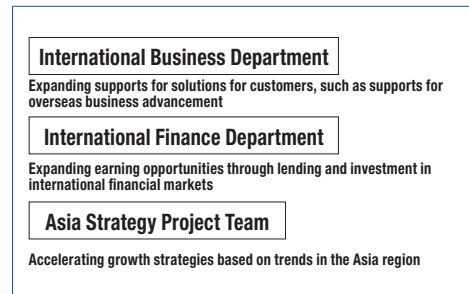 International Business Department
Expanding supports for solutions for customers, such as supports for
overseas business advancement
International Finance Department
Expanding earning opportunities through lending and investment in
international financial markets
Asia Strategy Project Team
Accelerating growth strategies based on trends in the Asia region